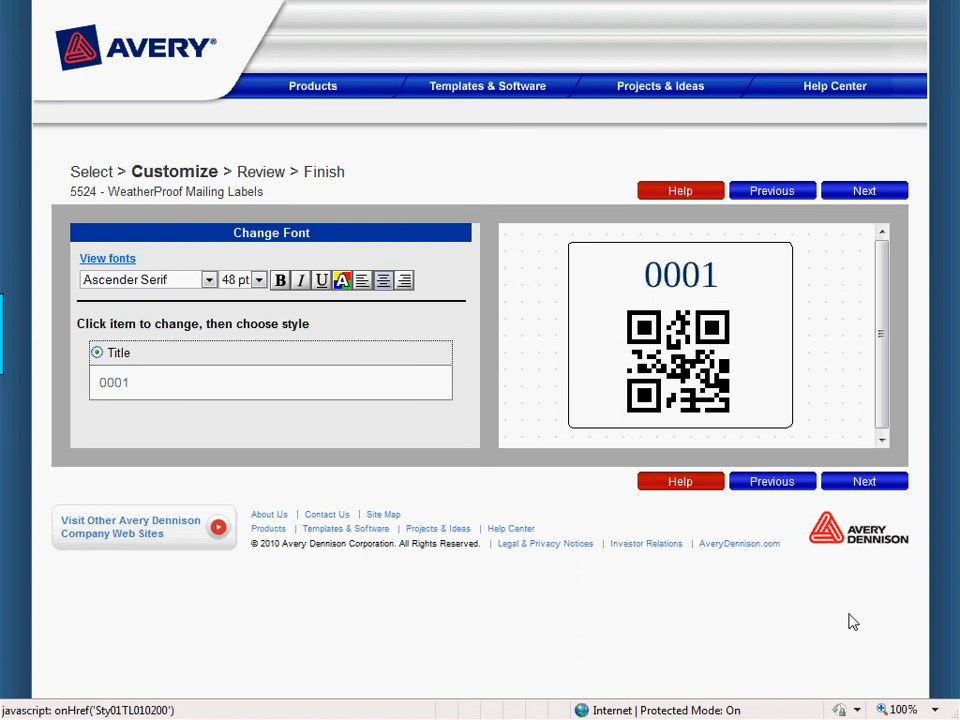 AVERY®
Products Templates & Software Projects & Ideas Help Center
Select > Customize > Review > Finish
5524 - WeatherProof Mailing Labels
Help Previous Next
Change Font
View fonts
Ascender Serif 48 pt B I U A
Click item to change, then choose style
Title
0001
0001
Help Previous Next
Visit Other Avery Dennison
Company Web Sites
About Us | Contact Us | Site Map
Products | Templates & Software | Projects & Ideas | Help Center
© 2010 Avery Dennison Corporation. All Rights Reserved. | Legal & Privacy Notices | Investor Relations | AveryDennison.com
AVERY
DENNISON
javascript: onHref('Sty01TL010200') Internet | Protected Mode: On 100%